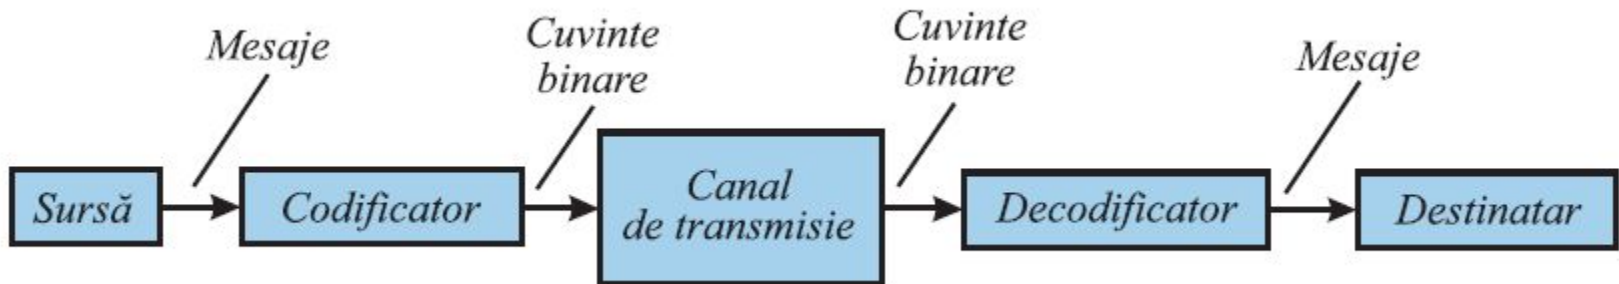 Mesaje
Cuvinte
binare
Cuvinte
binare
Mesaje
Sursă
Codificator
Canal
de transmisie
Decodificator
Destinatar